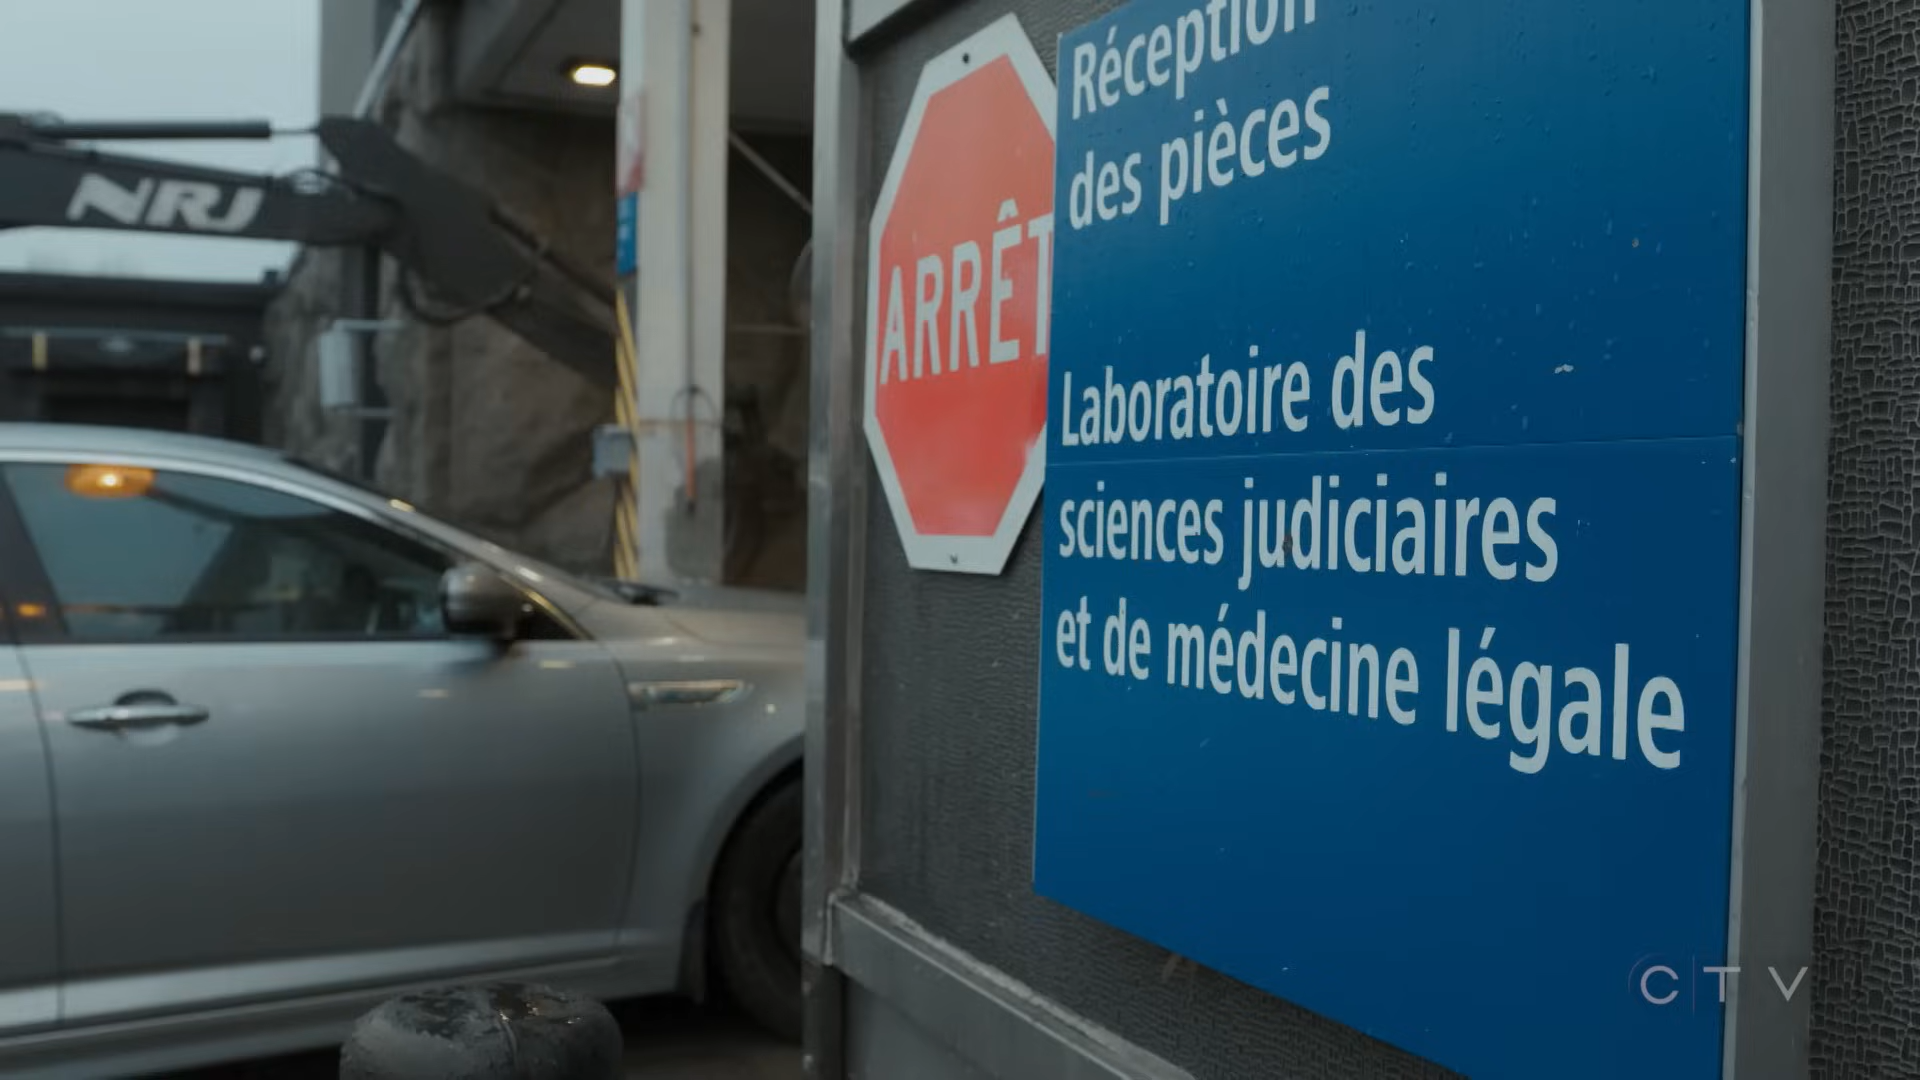 Réception
des pièces
Laboratoire des
sciences judiciaires
et de médecine légale
ARRÊT
NRJ
CTV